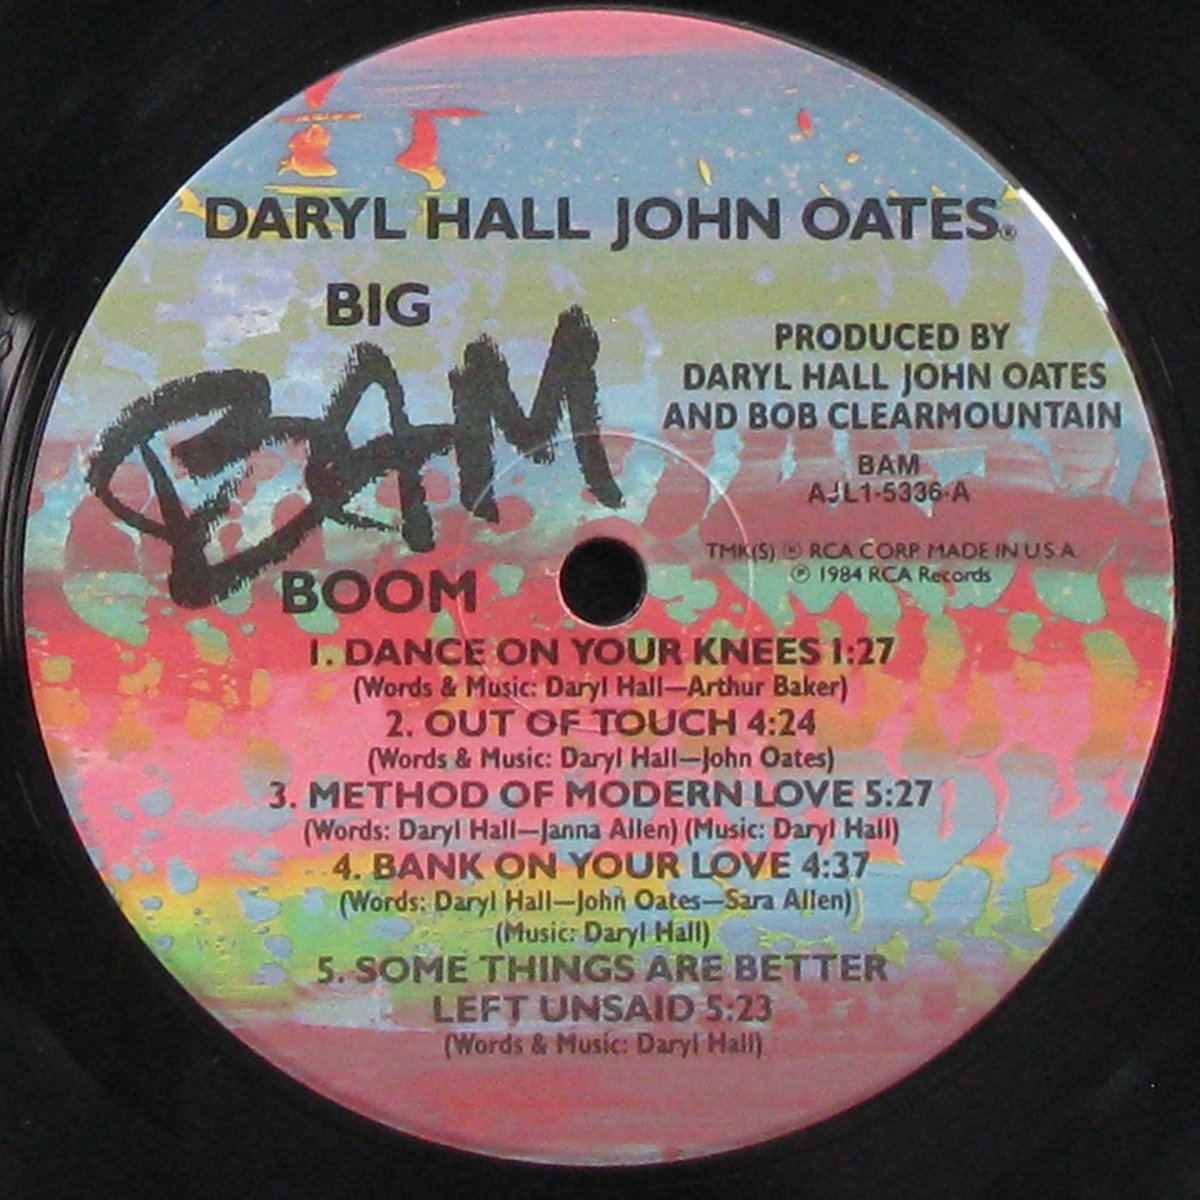 DARYL HALL JOHN OATES®
BIG
BAM
BOOM
PRODUCED BY
DARYL HALL JOHN OATES
AND BOB CLEARMOUNTAIN
BAM
AJL1-5336-A
TMK(S) ® RCA CORP. MADE IN U.S.A.
℗ 1984 RCA Records
1. DANCE ON YOUR KNEES 1:27
(Words & Music: Daryl Hall—Arthur Baker)
2. OUT OF TOUCH 4:24
(Words & Music: Daryl Hall—John Oates)
3. METHOD OF MODERN LOVE 5:27
(Words: Daryl Hall—Janna Allen) (Music: Daryl Hall)
4. BANK ON YOUR LOVE 4:37
(Words: Daryl Hall—John Oates—Sara Allen)
(Music: Daryl Hall)
5. SOME THINGS ARE BETTER
LEFT UNSAID 5:23
(Words & Music: Daryl Hall)